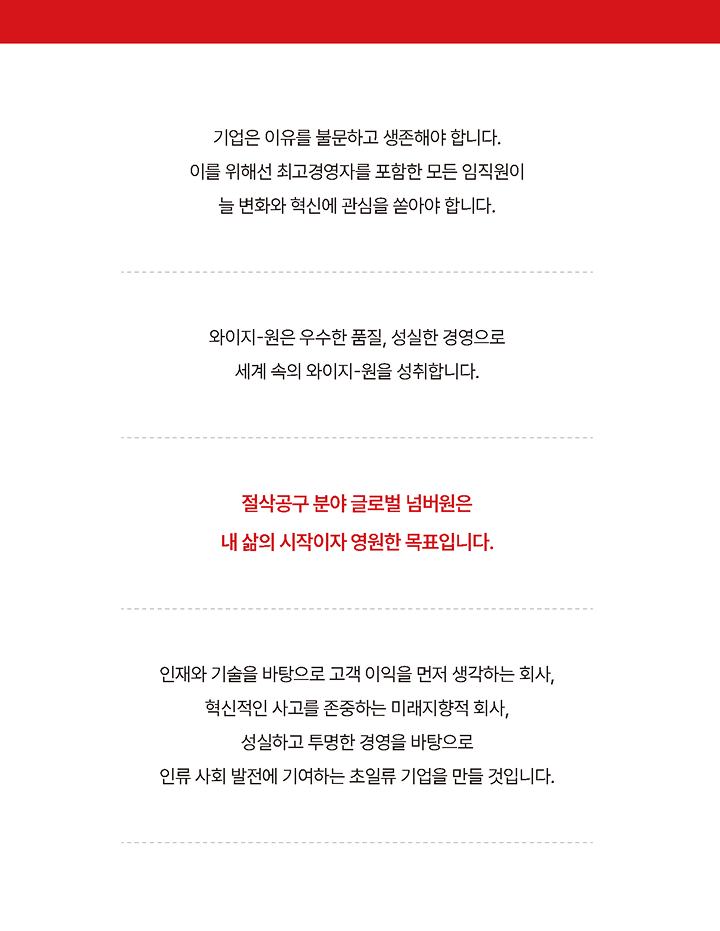 기업은 이유를 불문하고 생존해야 합니다.
이를 위해선 최고경영자를 포함한 모든 임직원이
늘 변화와 혁신에 관심을 쏟아야 합니다.
와이지-원은 우수한 품질, 성실한 경영으로
세계 속의 와이지-원을 성취합니다.
절삭공구 분야 글로벌 넘버원은
내 삶의 시작이자 영원한 목표입니다.
인재와 기술을 바탕으로 고객 이익을 먼저 생각하는 회사,
혁신적인 사고를 존중하는 미래지향적 회사,
성실하고 투명한 경영을 바탕으로
인류 사회 발전에 기여하는 초일류 기업을 만들 것입니다.